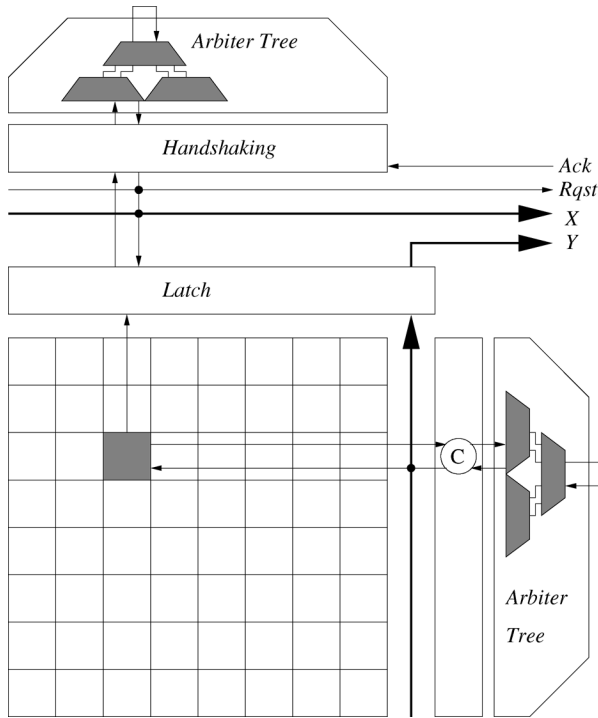 Arbiter Tree
Handshaking
Ack
Rqst
X
Y
Latch
C
Arbiter
Tree